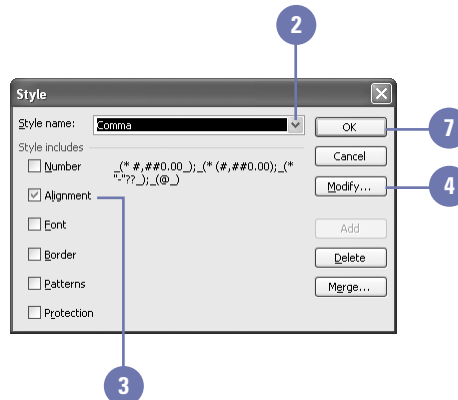 2
Style
Style name: Comma
OK
7
Style includes
Number _(* #,##0.00_);_(* (#,##0.00);_(*
"-"??_);_(@_)
Cancel
Alignment
Modify...
4
Font
Add
Border
Delete
Patterns
Merge...
Protection
3